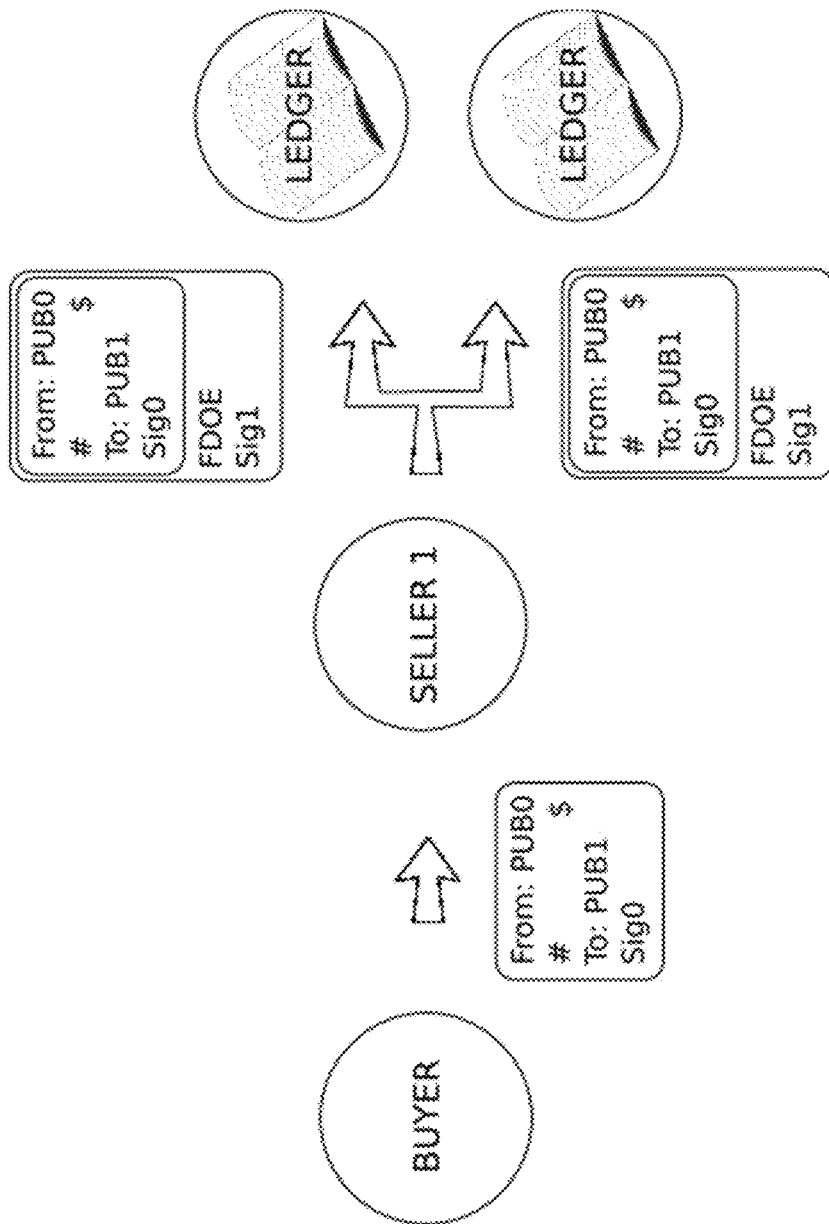 BUYER
From: PUB0
# $
To: PUB1
Sig0
SELLER 1
From: PUB0
# $
To: PUB1
Sig0
FDOE
Sig1
LEDGER
From: PUB0
# $
To: PUB1
Sig0
FDOE
Sig1
LEDGER